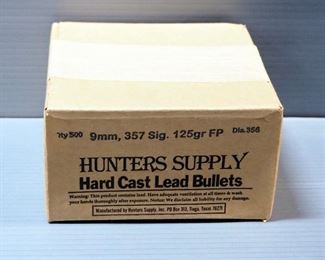 Qty 500 9mm, 357 Sig. 125gr FP Dia. 356
HUNTERS SUPPLY
Hard Cast Lead Bullets
Warning: This product contains lead. Have adequate ventilation at all times & wash
your hands thoroughly after exposure. Notice: We disclaim all liability for any damage.
Manufactured by Hunters Supply, Inc. PO Box 313, Tioga, Texas 76271